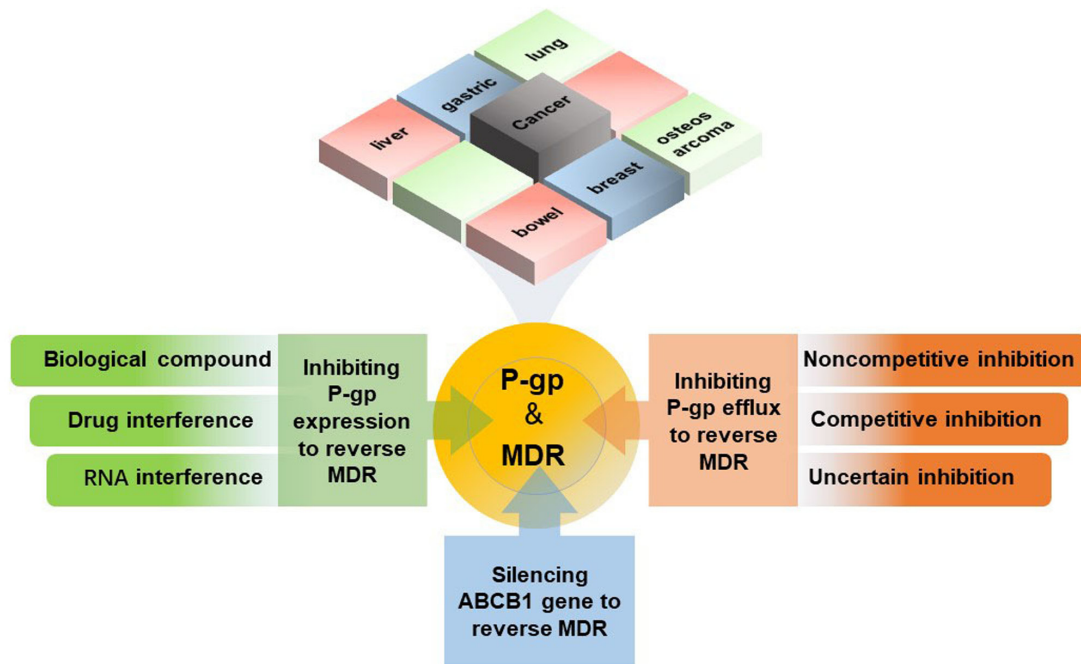 lung
gastric
Cancer
liver
osteos
arcoma
breast
bowel
Biological compound
Drug interference
RNA interference
Inhibiting
P-gp
expression
to reverse
MDR
P-gp
&
MDR
Inhibiting
P-gp efflux
to reverse
MDR
Noncompetitive inhibition
Competitive inhibition
Uncertain inhibition
Silencing
ABCB1 gene to
reverse MDR